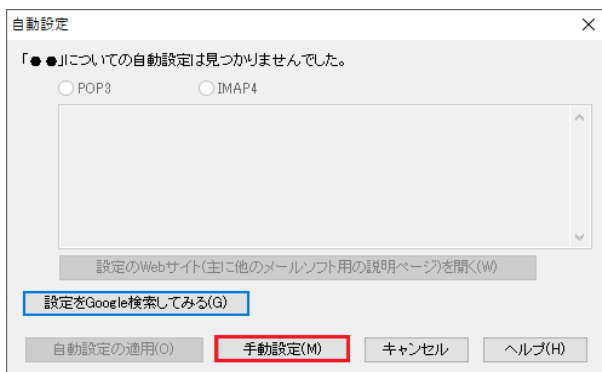 自動設定
「●●」についての自動設定は見つかりませんでした。
POP3 IMAP4
設定のWebサイト(主に他のメールソフト用の説明ページ)を開く(W)
設定をGoogle検索してみる(G)
自動設定の適用(O) 手動設定(M) キャンセル ヘルプ(H)